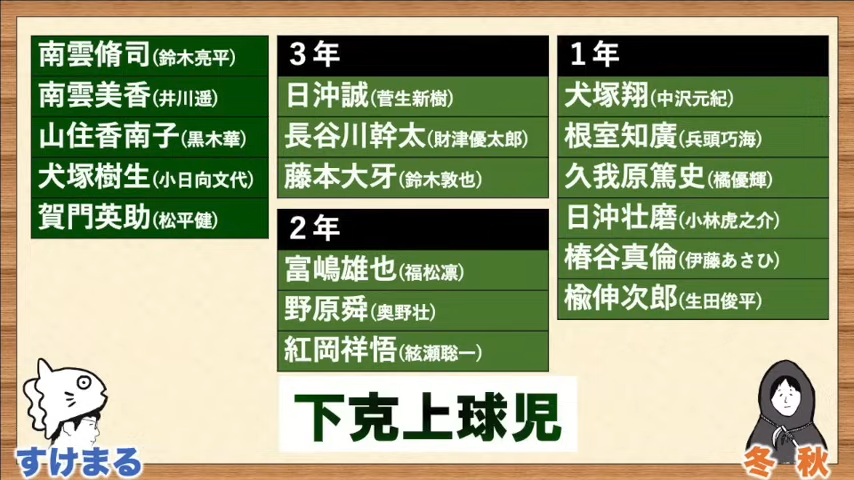 南雲脩司(鈴木亮平)
南雲美香(井川遥)
山住香南子(黒木華)
犬塚樹生(小日向文代)
賀門英助(松平健)
3年
日沖誠(菅生新樹)
長谷川幹太(財津優太郎)
藤本大牙(鈴木敦也)
2年
富嶋雄也(福松凛)
野原舜(奥野壮)
紅岡祥悟(絃瀬聡一)
1年
犬塚翔(中沢元紀)
根室知廣(兵頭功海)
久我原篤史(橘優輝)
日沖壮磨(小林虎之介)
椿谷真倫(伊藤あさひ)
楡伸次郎(生田俊平)
下克上球児
すけまる
冬 秋